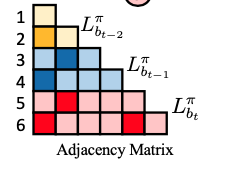 1
2 L^π_{b_{t-2}}
3
4 L^π_{b_{t-1}}
5 L^π_{b_t}
6
Adjacency Matrix